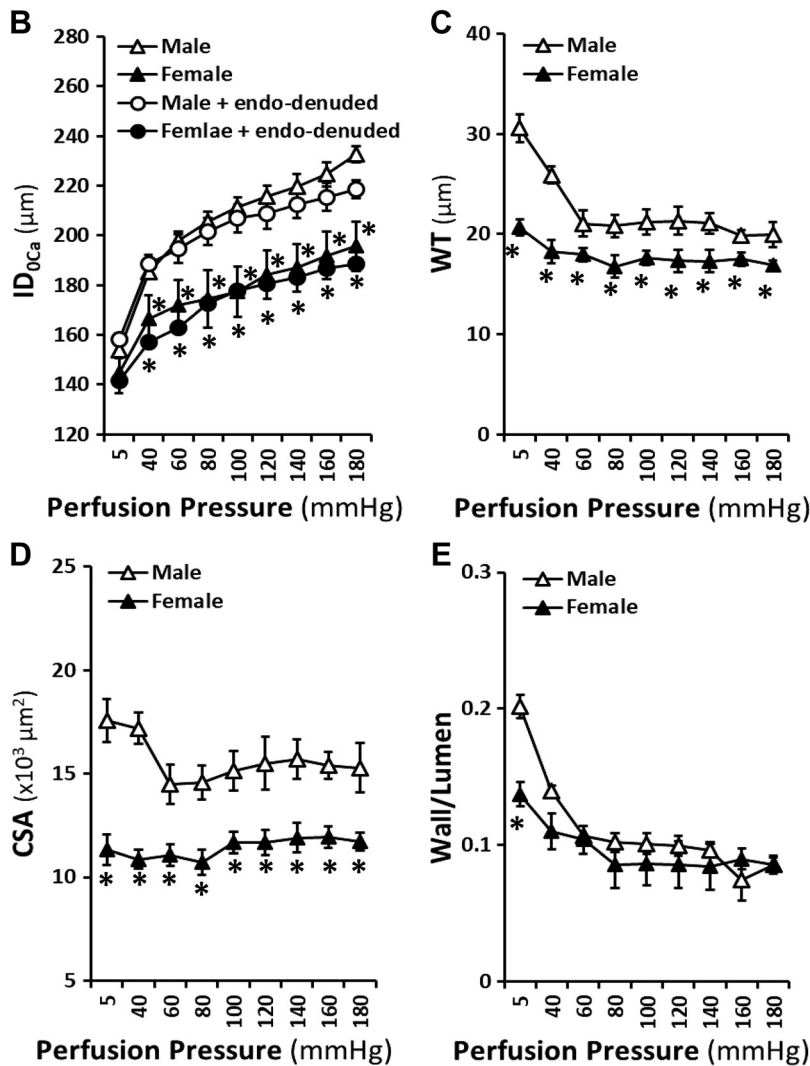 B
280
260
240
220
200
180
160
140
120
ID0Ca (µm)
Male
Female
Male + endo-denuded
Femlae + endo-denuded
* * * * * * * *
* * * * * * * *
5 40 60 80 100 120 140 160 180
Perfusion Pressure (mmHg)
C
40
30
20
10
0
WT (µm)
Male
Female
* * * * * * * * *
5 40 60 80 100 120 140 160 180
Perfusion Pressure (mmHg)
D
25
20
15
10
5
CSA (x10³ µm²)
Male
Female
* * * * * * * * *
5 40 60 80 100 120 140 160 180
Perfusion Pressure (mmHg)
E
0.3
0.2
0.1
0
Wall/Lumen
Male
Female
*
5 40 60 80 100 120 140 160 180
Perfusion Pressure (mmHg)